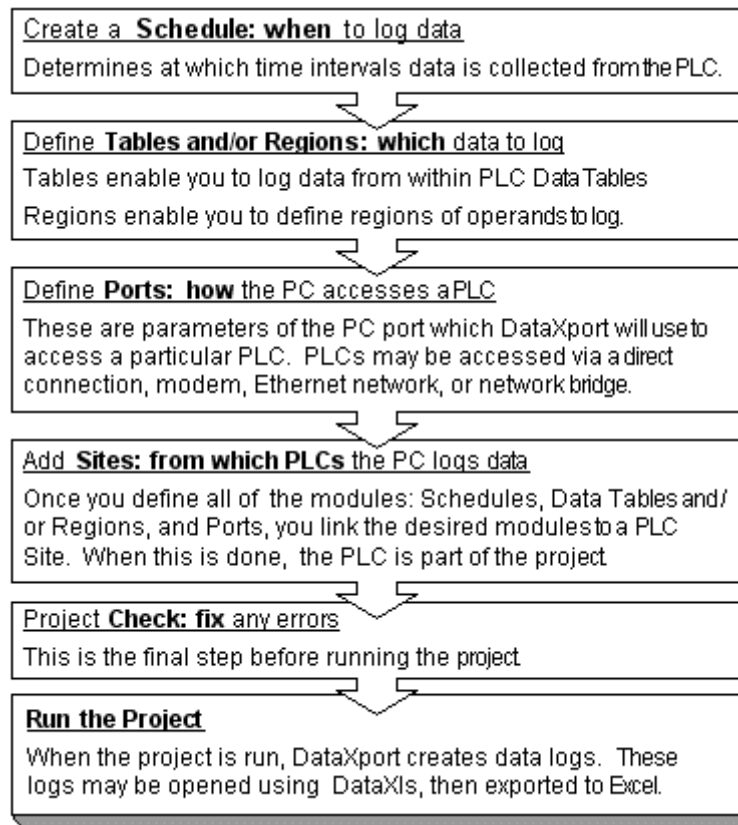 Create a Schedule: when to log data
Determines at which time intervals data is collected from the PLC.
Define Tables and/or Regions: which data to log
Tables enable you to log data from within PLC Data Tables
Regions enable you to define regions of operands to log.
Define Ports: how the PC accesses a PLC
These are parameters of the PC port which DataXport will use to
access a particular PLC. PLCs may be accessed via a direct
connection, modem, Ethernet network, or network bridge.
Add Sites: from which PLCs the PC logs data
Once you define all of the modules: Schedules, Data Tables and/
or Regions, and Ports, you link the desired modules to a PLC
Site. When this is done, the PLC is part of the project
Project Check: fix any errors
This is the final step before running the project
Run the Project
When the project is run, DataXport creates data logs. These
logs may be opened using DataXls, then exported to Excel.